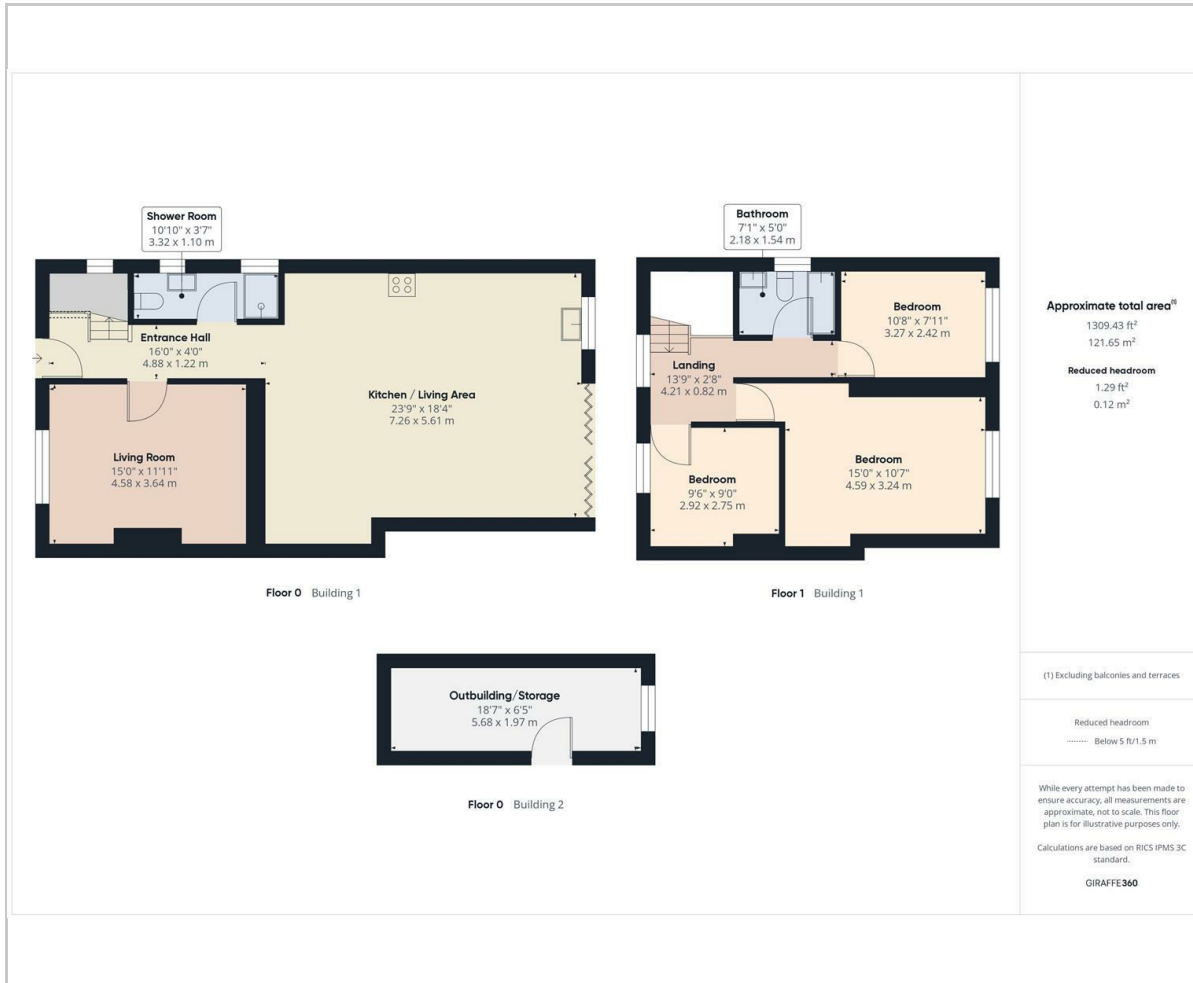 Shower Room
10'10" x 3'7"
3.32 x 1.10 m
Entrance Hall
16'0" x 4'0"
4.88 x 1.22 m
Kitchen / Living Area
23'9" x 18'4"
7.26 x 5.61 m
Living Room
15'0" x 11'11"
4.58 x 3.64 m
Floor 0 Building 1
Bathroom
7'1" x 5'0"
2.18 x 1.54 m
Bedroom
10'8" x 7'11"
3.27 x 2.42 m
Landing
13'9" x 2'8"
4.21 x 0.82 m
Bedroom
15'0" x 10'7"
4.59 x 3.24 m
Bedroom
9'6" x 9'0"
2.92 x 2.75 m
Floor 1 Building 1
Outbuilding/Storage
18'7" x 6'5"
5.68 x 1.97 m
Floor 0 Building 2
Approximate total area⁽¹⁾
1309.43 ft²
121.65 m²
Reduced headroom
1.29 ft²
0.12 m²
(1) Excluding balconies and terraces
Reduced headroom
Below 5 ft/1.5 m
While every attempt has been made to
ensure accuracy, all measurements are
approximate, not to scale. This floor
plan is for illustrative purposes only.
Calculations are based on RICS IPMS 3C
standard.
GIRAFFE360